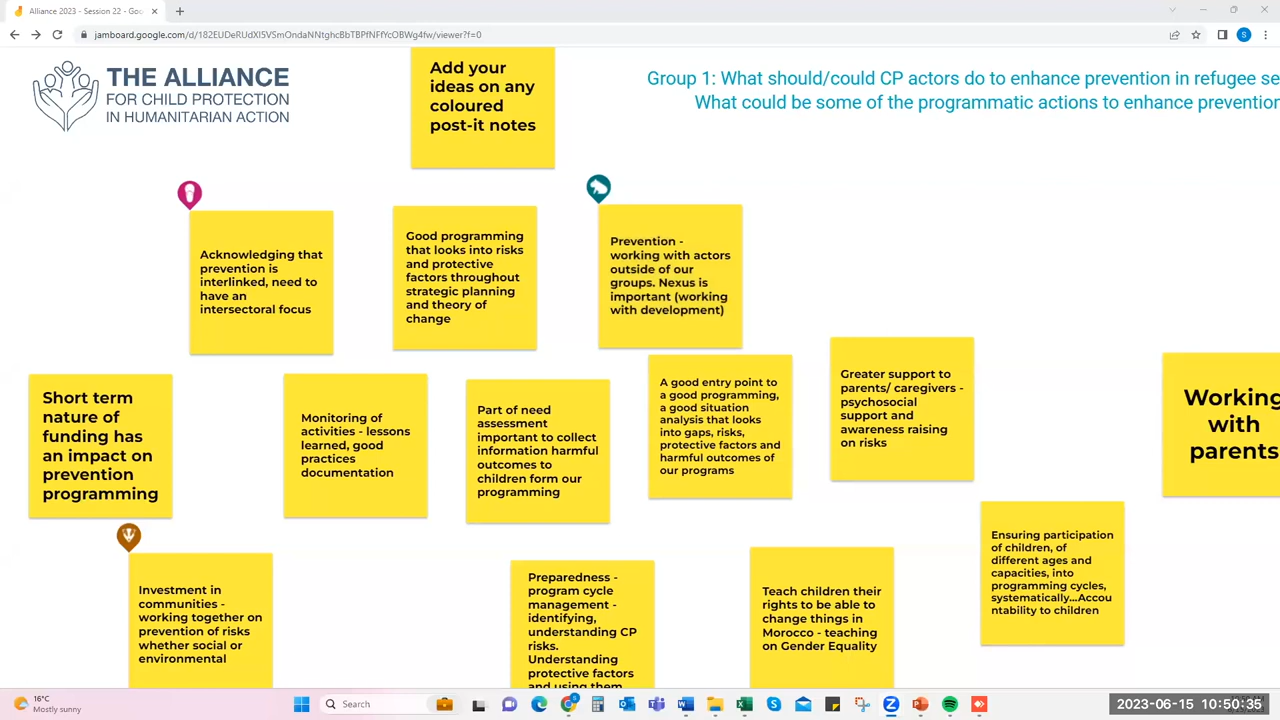 Alliance 2023 - Session 22 - Goo
jamboard.google.com/d/182EUDeRUdXI5VSmOndaNNtghcBbTBPfNFfYcOBWg4fw/viewer?f=0
S
THE ALLIANCE
FOR CHILD PROTECTION
IN HUMANITARIAN ACTION
Add your
ideas on any
coloured
post-it notes
Group 1: What should/could CP actors do to enhance prevention in refugee se
What could be some of the programmatic actions to enhance prevention
Acknowledging that
prevention is
interlinked, need to
have an
intersectoral focus
Good programming
that looks into risks
and protective
factors throughout
strategic planning
and theory of
change
Prevention -
working with actors
outside of our
groups. Nexus is
important (working
with development)
Short term
nature of
funding has
an impact on
prevention
programming
Monitoring of
activities - lessons
learned, good
practices
documentation
Part of need
assessment
important to collect
information harmful
outcomes to
children form our
programming
A good entry point to
a good programming,
a good situation
analysis that looks
into gaps, risks,
protective factors and
harmful outcomes of
our programs
Greater support to
parents/ caregivers -
psychosocial
support and
awareness raising
on risks
Working
with
parents
Investment in
communities -
working together on
prevention of risks
whether social or
environmental
Preparedness -
program cycle
management -
identifying,
understanding CP
risks.
Understanding
protective factors
and using them
Teach children their
rights to be able to
change things in
Morocco - teaching
on Gender Equality
Ensuring participation
of children, of
different ages and
capacities, into
programming cycles,
systematically...Accou
ntability to children
16°C
Mostly sunny
Search
2023-06-15 10:50:35